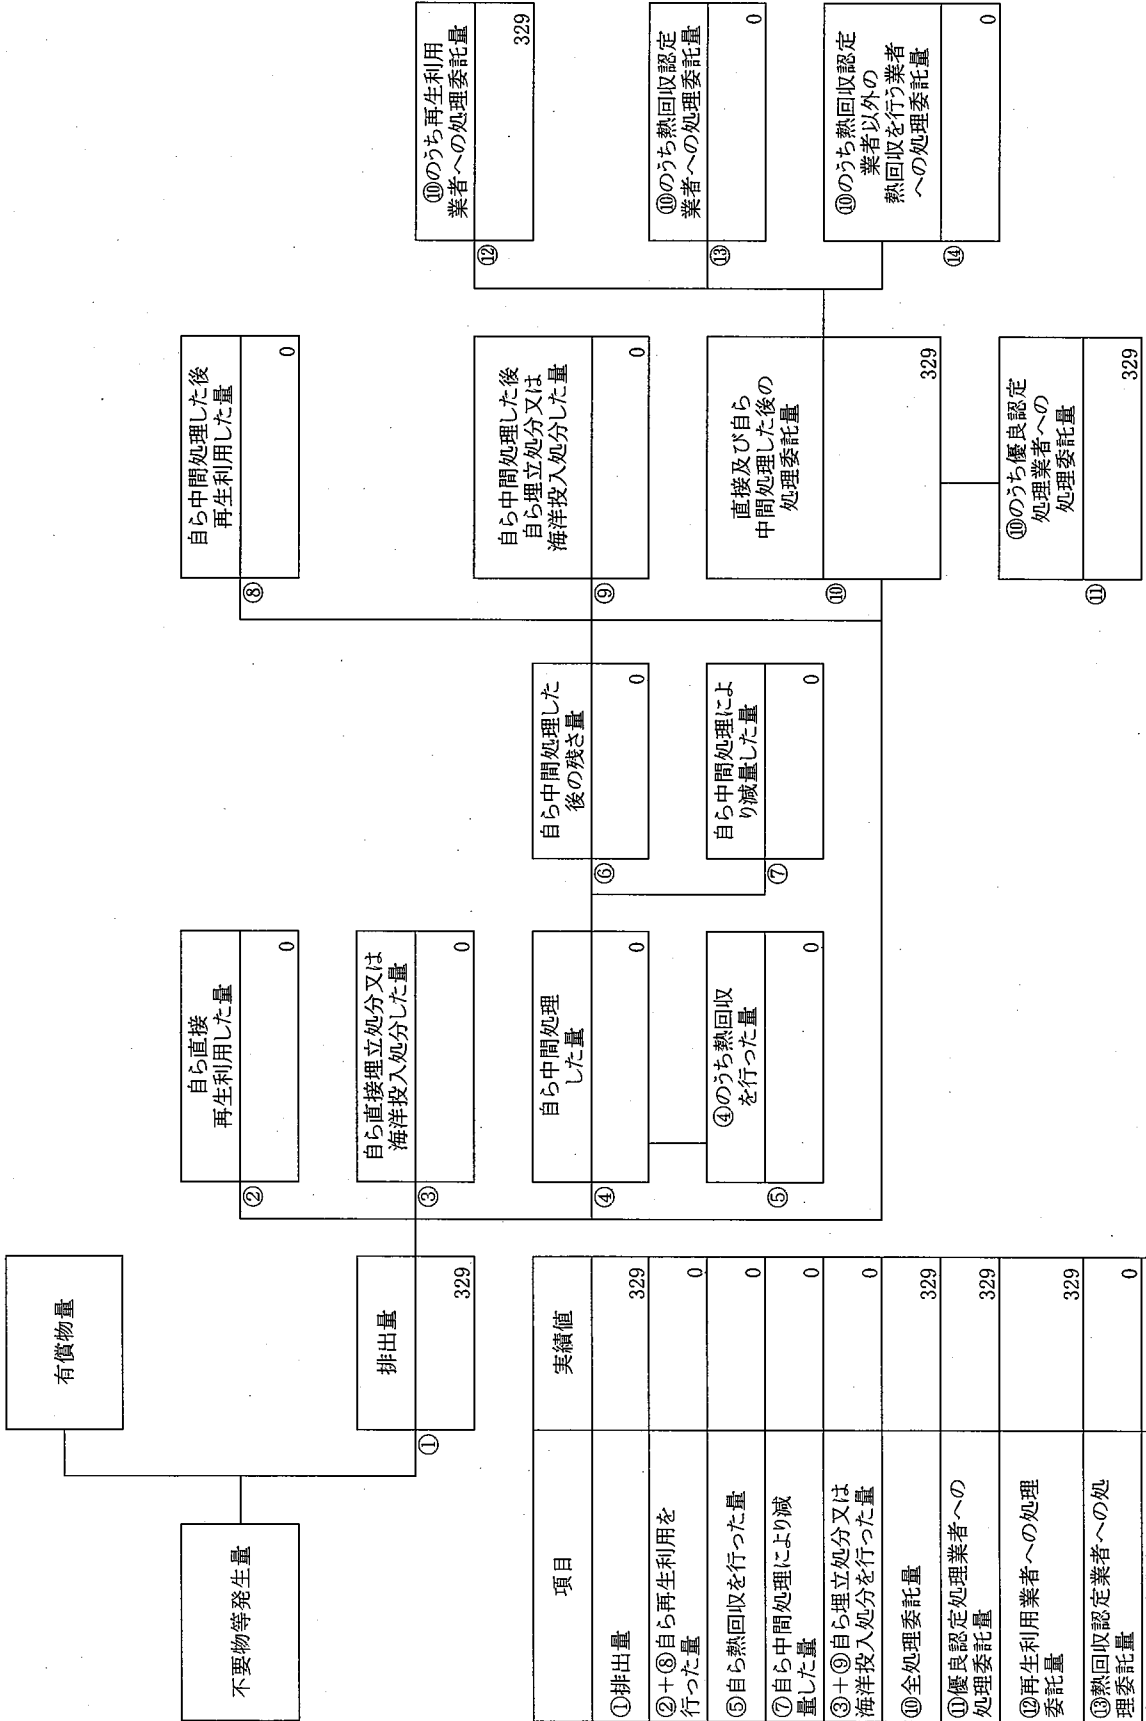 不要物等発生量
有償物量
排出量
①
329
自ら直接
再生利用した量
②
0
自ら直接埋立処分又は
海洋投入処分した量
③
0
自ら中間処理
した量
④
0
④のうち熱回収
を行った量
⑤
0
自ら中間処理した
後の残さ量
⑥
0
自ら中間処理によ
り減量した量
⑦
0
自ら中間処理した後
再生利用した量
⑧
0
自ら中間処理した後
自ら埋立処分又は
海洋投入処分した量
⑨
0
直接及び自ら
中間処理した後の
処理委託量
⑩
329
⑩のうち優良認定
処理業者への
処理委託量
⑪
329
⑩のうち再生利用
業者への処理委託量
⑫
329
⑩のうち熱回収認定
業者への処理委託量
⑬
0
⑩のうち熱回収認定
業者以外の
熱回収を行う業者
への処理委託量
⑭
0
項目 実績値
①排出量 329
②+⑧自ら再生利用を
行った量 0
⑤自ら熱回収を行った量 0
⑦自ら中間処理により減
量した量 0
③+⑨自ら埋立処分又は
海洋投入処分を行った量 0
⑩全処理委託量 329
⑪優良認定処理業者への
処理委託量 329
⑫再生利用業者への処理
委託量 329
⑬熱回収認定業者への処
理委託量 0